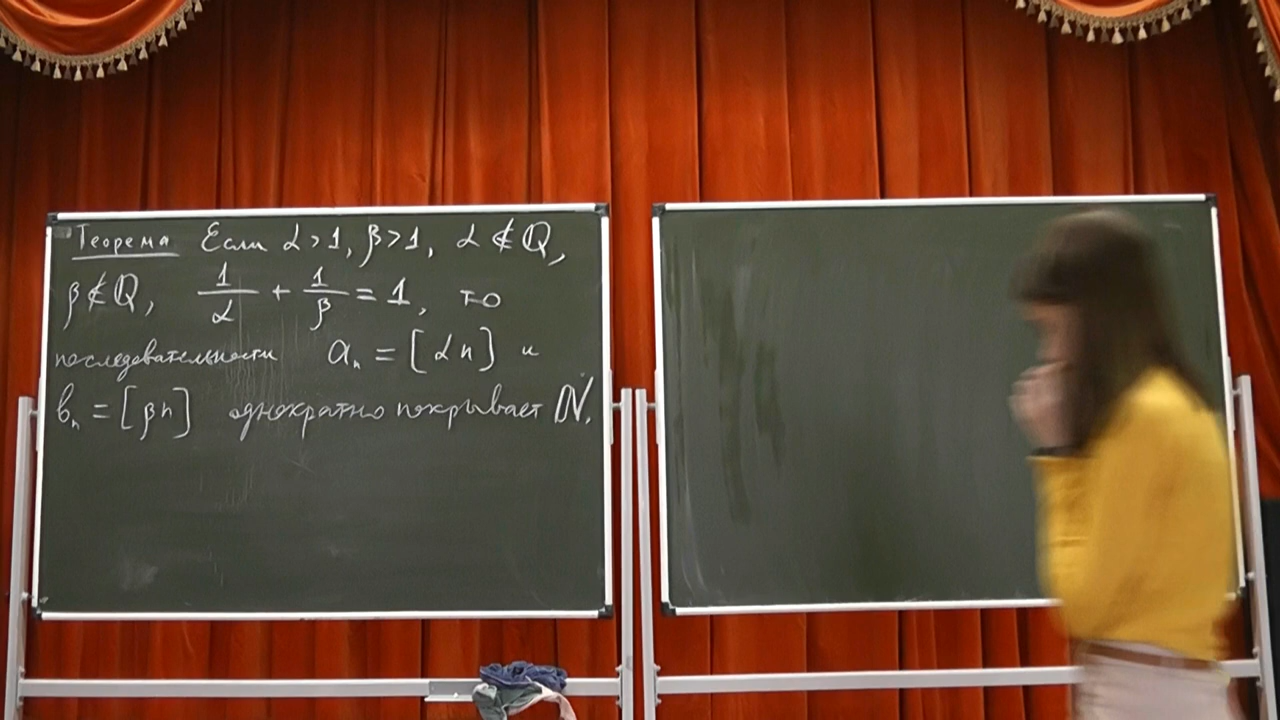 Теорема Если α>1, β>1, α∉ℚ,
β∉ℚ, 1/α + 1/β = 1, то
последовательности aₙ = [αn] и
bₙ = [βn] однократно покрывает ℕ.